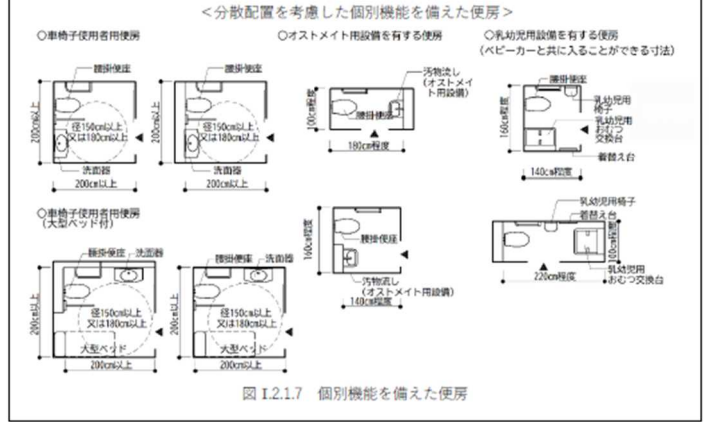 ＜分散配置を考慮した個別機能を備えた便房＞
〇車椅子使用者用便房
腰掛便座
200cm以上
径150cm以上
又は180cm以上
洗面器
200cm以上
腰掛便座
200cm以上
径150cm以上
又は180cm以上
洗面器
200cm以上
〇オストメイト用設備を有する便房
汚物流し
（オストメイ
ト用設備）
腰掛便座
100cm程度
180cm程度
160cm程度
腰掛便座
汚物流し
（オストメイト用設備）
140cm程度
〇乳幼児用設備を有する便房
（ベビーカーと共に入ることができる寸法）
腰掛便座
乳幼児用
椅子
乳幼児用
おむつ
交換台
着替え台
160cm程度
140cm程度
乳幼児用椅子
着替え台
100cm程度
220cm程度
乳幼児用
おむつ交換台
〇車椅子使用者用便房
（大型ベッド付）
腰掛便座 洗面器
200cm以上
径150cm以上
又は180cm以上
大型ベッド
200cm以上
腰掛便座 洗面器
200cm以上
径150cm以上
又は180cm以上
大型ベッド
200cm以上
図 I.2.1.7 個別機能を備えた便房